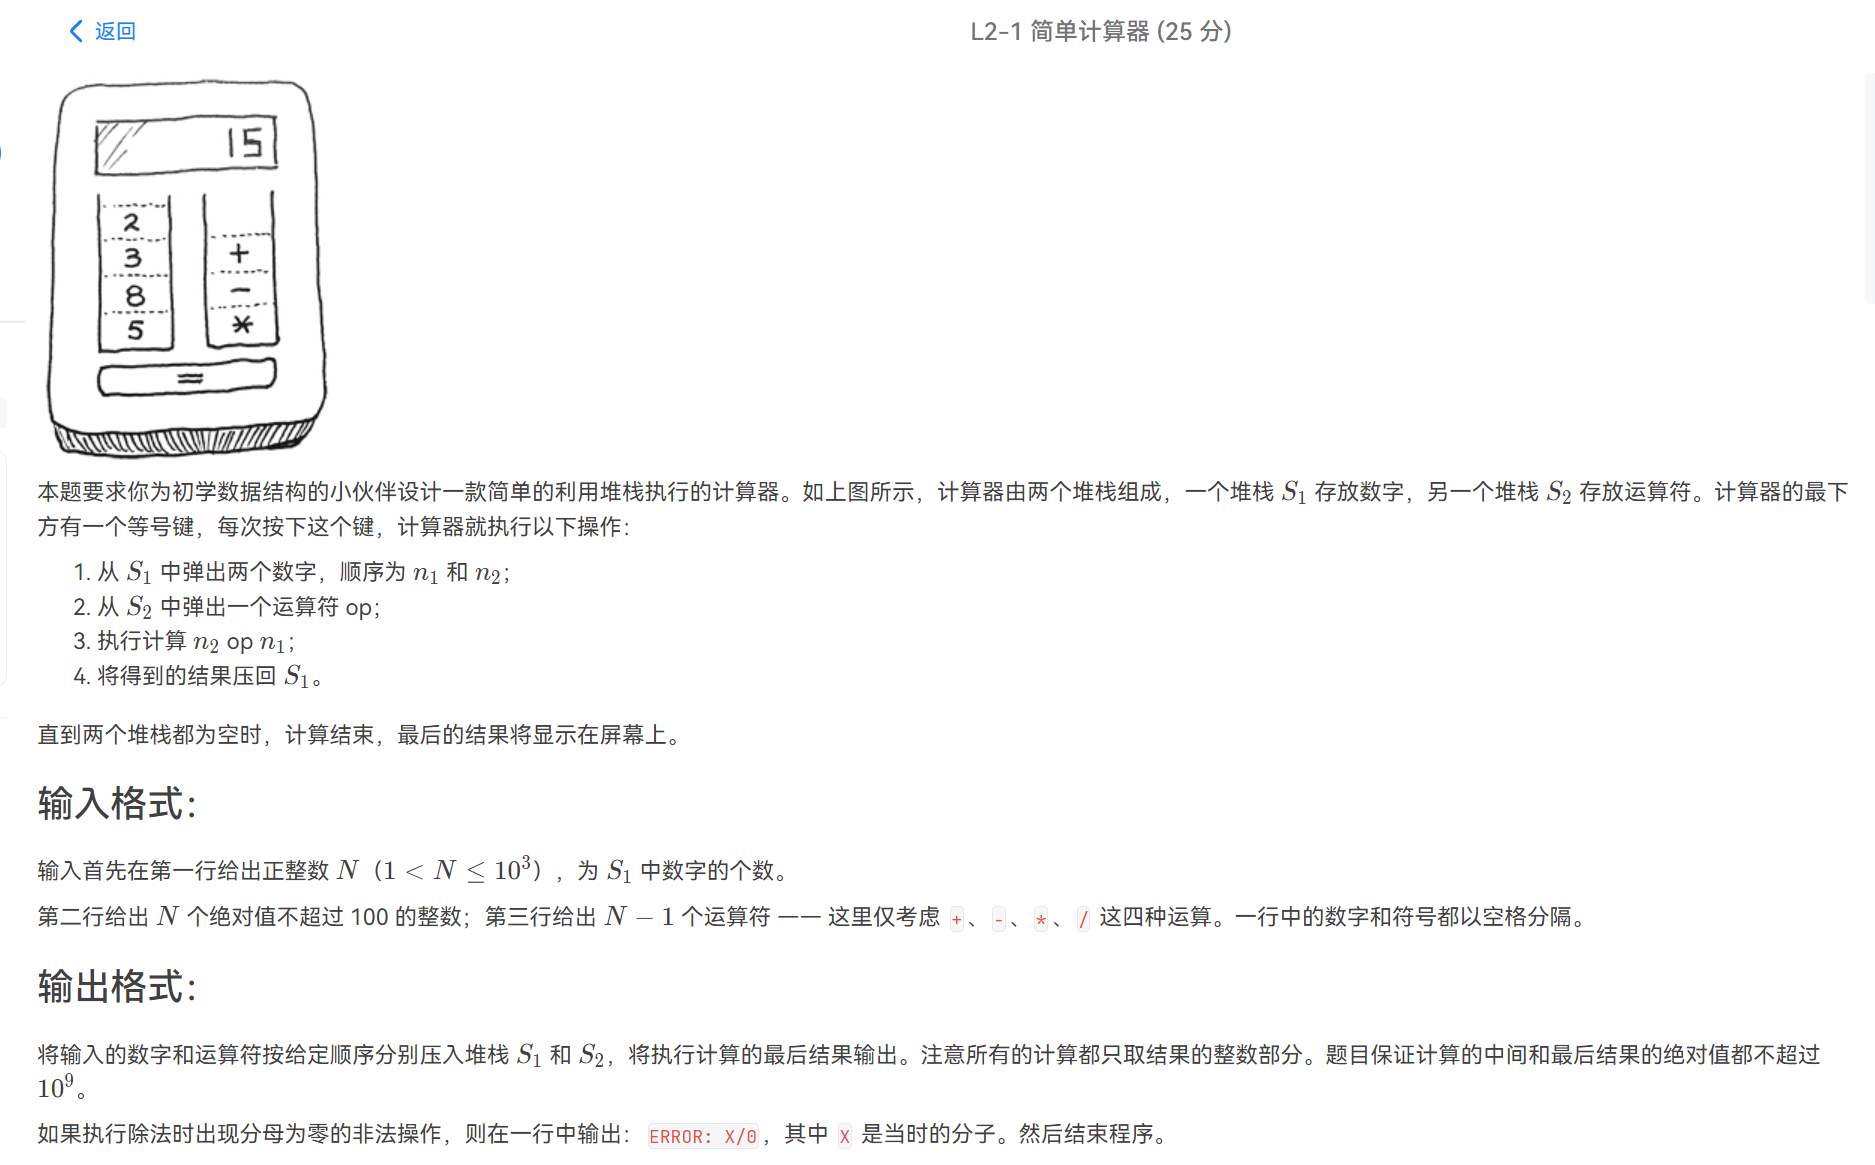 返回
L2-1 简单计算器 (25 分)
15
2
3
8
5
+
-
*
=
本题要求你为初学数据结构的小伙伴设计一款简单的利用堆栈执行的计算器。如上图所示，计算器由两个堆栈组成，一个堆栈 S₁ 存放数字，另一个堆栈 S₂ 存放运算符。计算器的最下
方有一个等号键，每次按下这个键，计算器就执行以下操作：
1. 从 S₁ 中弹出两个数字，顺序为 n₁ 和 n₂；
2. 从 S₂ 中弹出一个运算符 op；
3. 执行计算 n₂ op n₁；
4. 将得到的结果压回 S₁。
直到两个堆栈都为空时，计算结束，最后的结果将显示在屏幕上。
输入格式：
输入首先在第一行给出正整数 N（1 < N ≤ 10³），为 S₁ 中数字的个数。
第二行给出 N 个绝对值不超过 100 的整数；第三行给出 N − 1 个运算符 —— 这里仅考虑 +、-、*、/ 这四种运算。一行中的数字和符号都以空格分隔。
输出格式：
将输入的数字和运算符按给定顺序分别压入堆栈 S₁ 和 S₂，将执行计算的最后结果输出。注意所有的计算都只取结果的整数部分。题目保证计算的中间和最后结果的绝对值都不超过
10⁹。
如果执行除法时出现分母为零的非法操作，则在一行中输出：ERROR: X/0，其中 X 是当时的分子。然后结束程序。